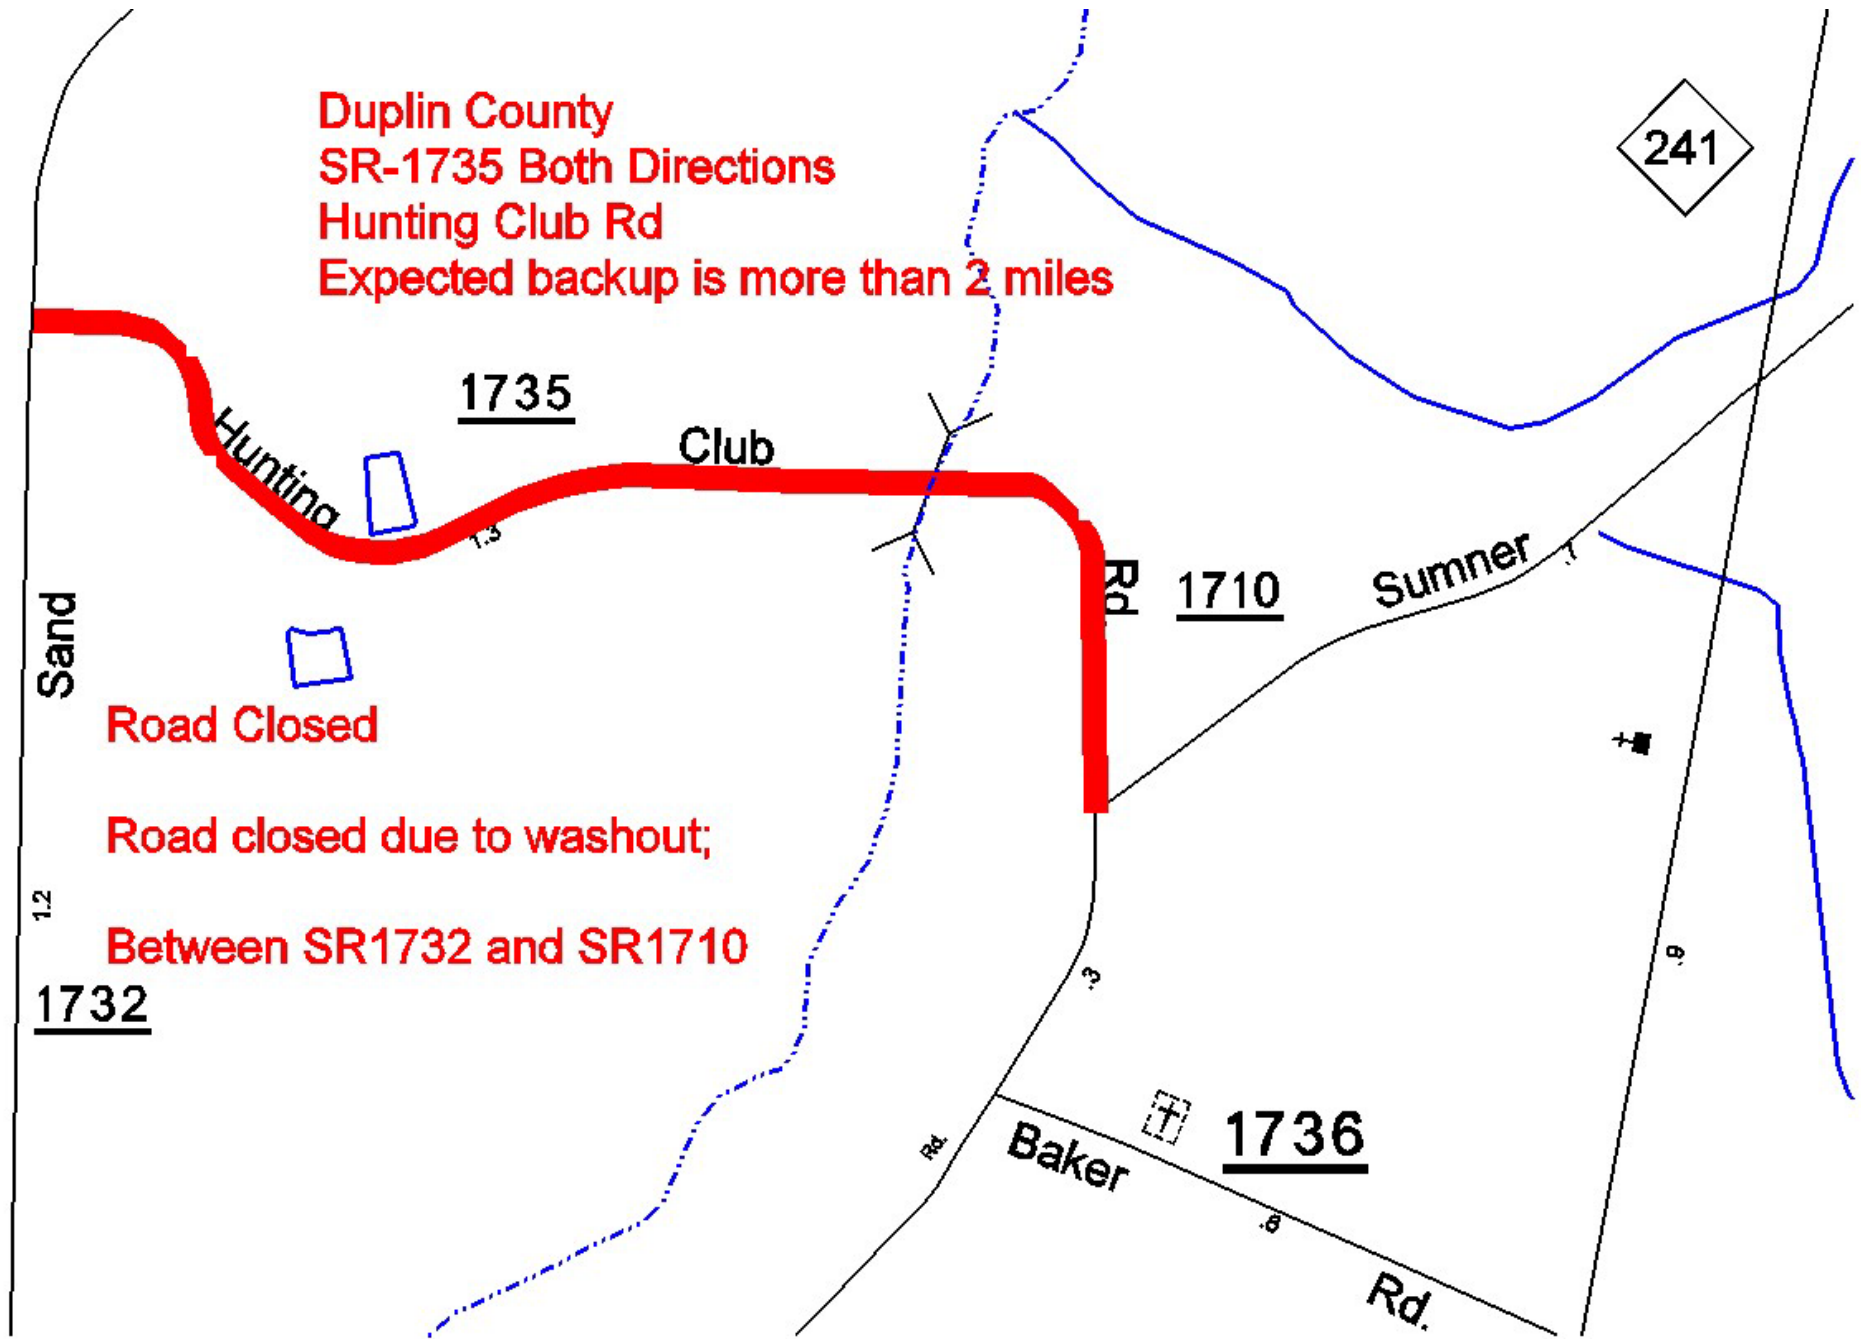 Duplin County
SR-1735 Both Directions
Hunting Club Rd
Expected backup is more than 2 miles
241
1735
Hunting
Club
Rd.
1.3
1710
Sumner
.7
Sand
Road Closed
Road closed due to washout;
Between SR1732 and SR1710
1.2
1732
.3
.9
Rd.
Baker
1736
.8
Rd.